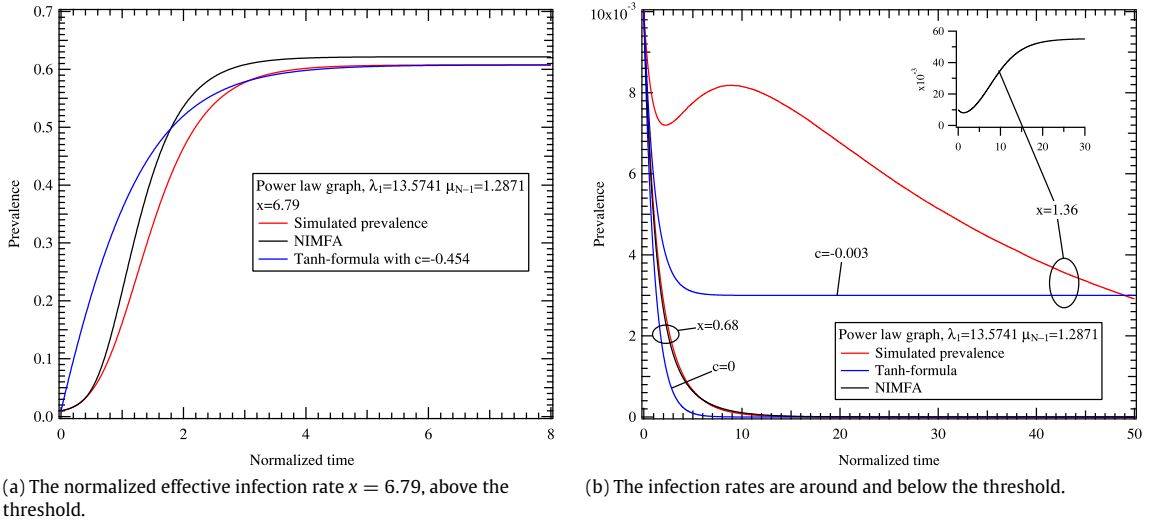 (a)
0.7
0.6
0.5
0.4
0.3
0.2
0.1
0.0
Prevalence
Power law graph, λ1=13.5741 μN−1=1.2871
x=6.79
Simulated prevalence
NIMFA
Tanh-formula with c=-0.454
0 2 4 6 8
Normalized time
(a) The normalized effective infection rate x = 6.79, above the
threshold.
(b)
10x10-3
8
6
4
2
0
Prevalence
60
40
20
0
x10-3
0 10 20 30
x=1.36
c=-0.003
x=0.68
c=0
Power law graph, λ1=13.5741 μN−1=1.2871
Simulated prevalence
Tanh-formula
NIMFA
0 10 20 30 40 50
Normalized time
(b) The infection rates are around and below the threshold.